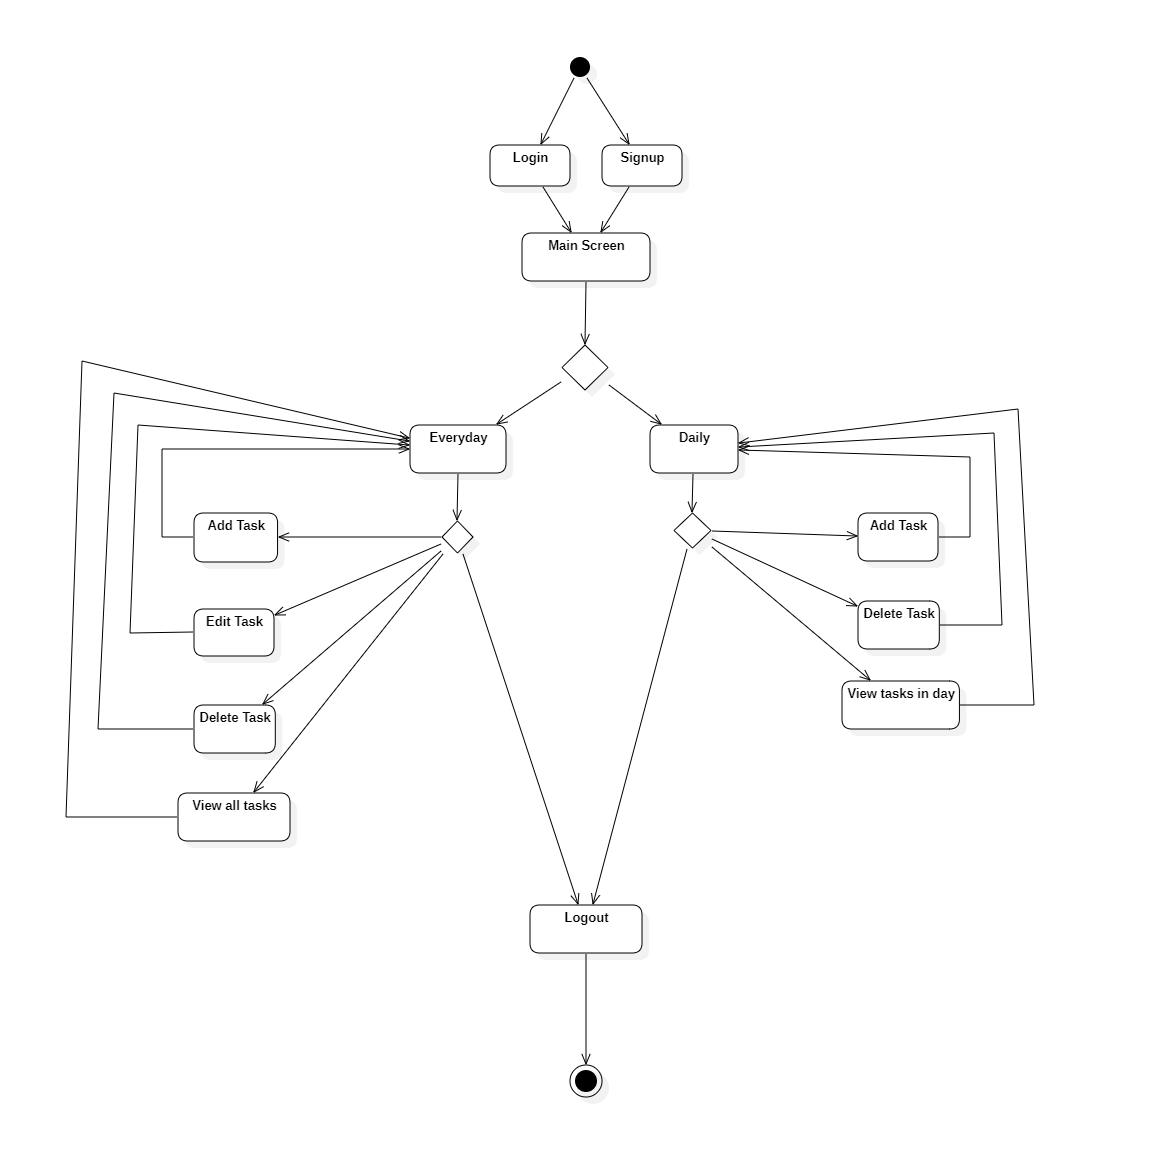 Login
Signup
Main Screen
Everyday
Daily
Add Task
Add Task
Edit Task
Delete Task
Delete Task
View tasks in day
View all tasks
Logout